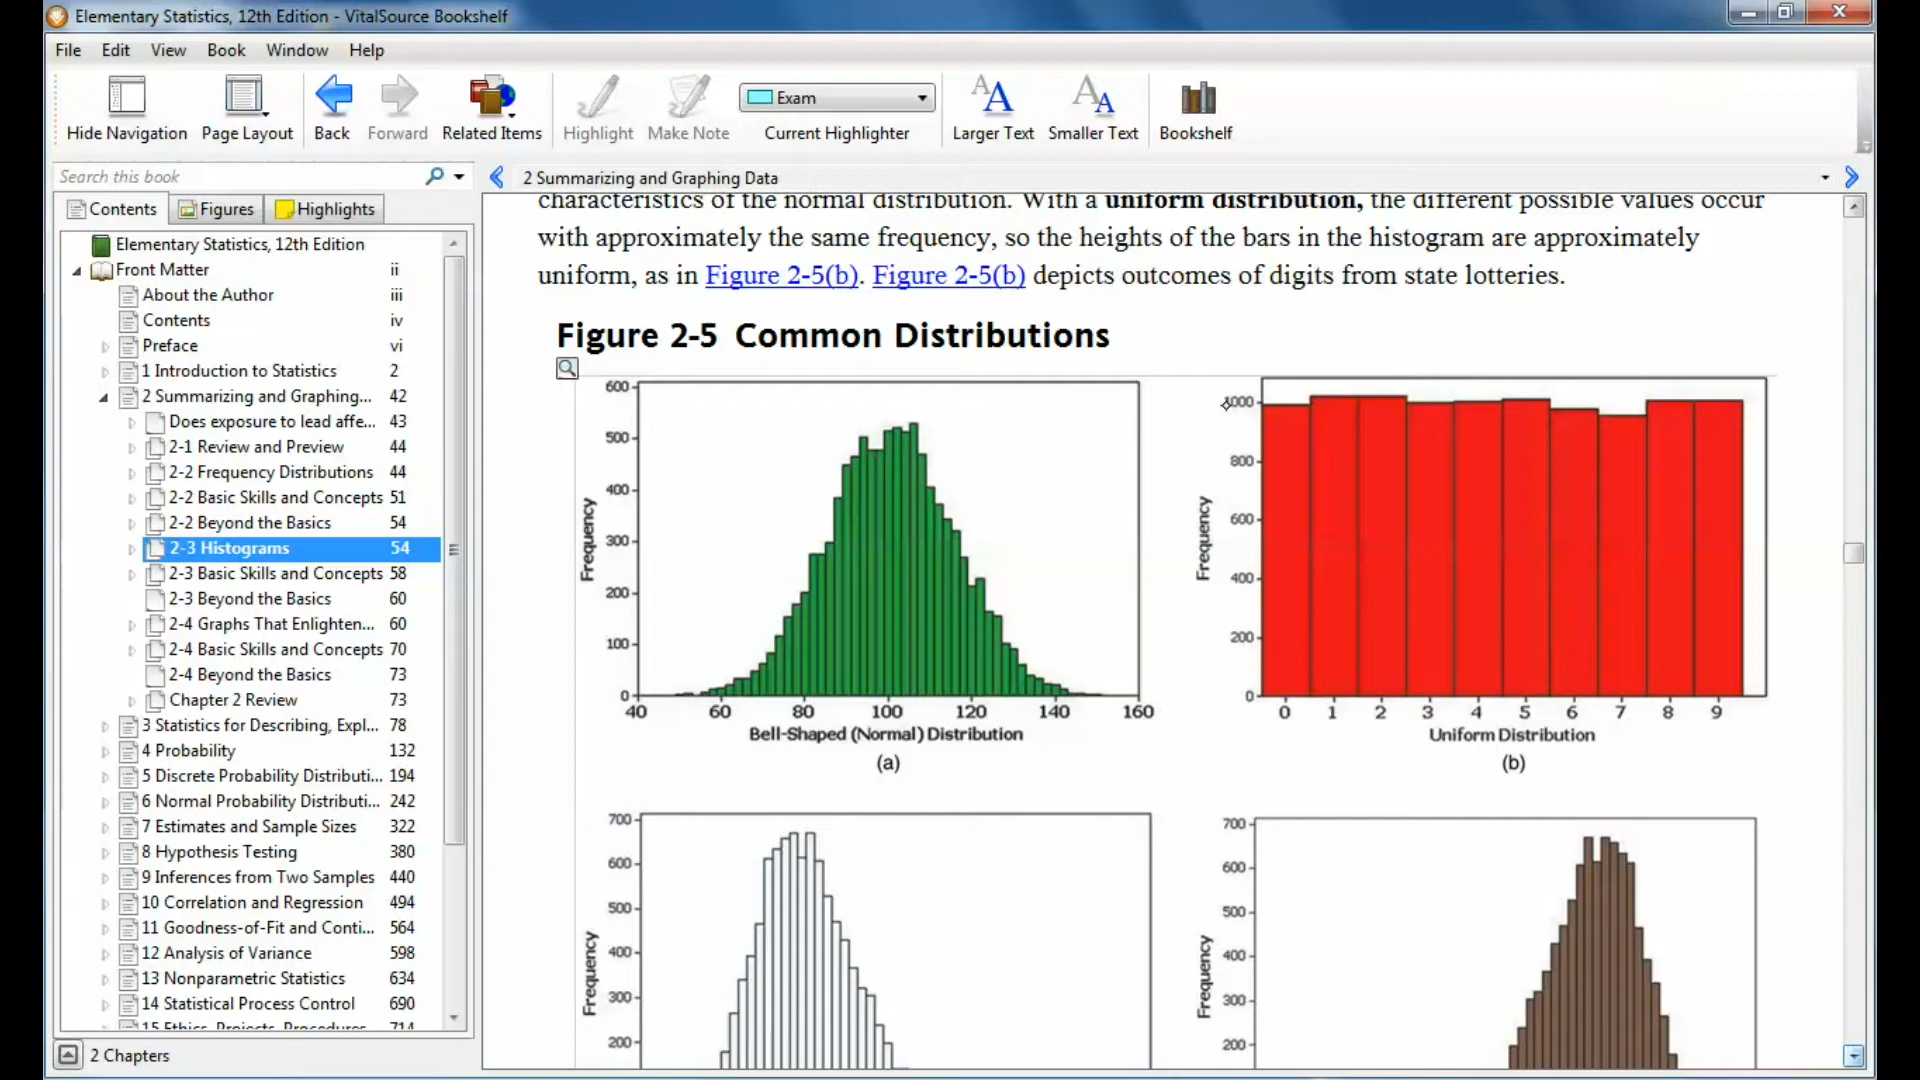 Elementary Statistics, 12th Edition - VitalSource Bookshelf
File Edit View Book Window Help
Hide Navigation Page Layout Back Forward Related Items Highlight Make Note Exam Current Highlighter Larger Text Smaller Text Bookshelf
Search this book
2 Summarizing and Graphing Data
Contents Figures Highlights
Elementary Statistics, 12th Edition
Front Matter ii
About the Author iii
Contents iv
Preface vi
1 Introduction to Statistics 2
2 Summarizing and Graphing... 42
Does exposure to lead affe... 43
2-1 Review and Preview 44
2-2 Frequency Distributions 44
2-2 Basic Skills and Concepts 51
2-2 Beyond the Basics 54
2-3 Histograms 54
2-3 Basic Skills and Concepts 58
2-3 Beyond the Basics 60
2-4 Graphs That Enlighten... 60
2-4 Basic Skills and Concepts 70
2-4 Beyond the Basics 73
Chapter 2 Review 73
3 Statistics for Describing, Expl... 78
4 Probability 132
5 Discrete Probability Distributi... 194
6 Normal Probability Distributi... 242
7 Estimates and Sample Sizes 322
8 Hypothesis Testing 380
9 Inferences from Two Samples 440
10 Correlation and Regression 494
11 Goodness-of-Fit and Conti... 564
12 Analysis of Variance 598
13 Nonparametric Statistics 634
14 Statistical Process Control 690
15 Ethics, Projects, Procedures 714
2 Chapters
characteristics of the normal distribution. With a uniform distribution, the different possible values occur
with approximately the same frequency, so the heights of the bars in the histogram are approximately
uniform, as in Figure 2-5(b). Figure 2-5(b) depicts outcomes of digits from state lotteries.
Figure 2-5 Common Distributions
600
500
400
300
200
100
0
Frequency
40 60 80 100 120 140 160
Bell-Shaped (Normal) Distribution
(a)
1000
800
600
400
200
0
Frequency
0 1 2 3 4 5 6 7 8 9
Uniform Distribution
(b)
700
600
500
400
300
200
Frequency
700
600
500
400
300
200
Frequency